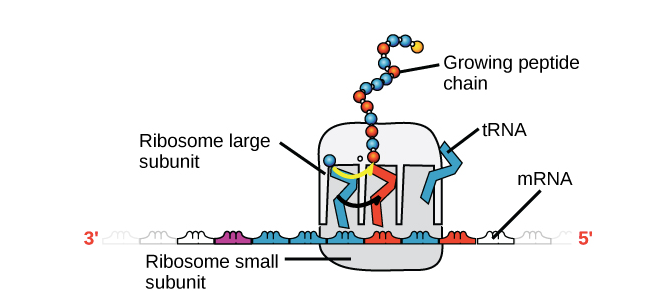 Growing peptide
chain
tRNA
Ribosome large
subunit
mRNA
3'
5'
Ribosome small
subunit